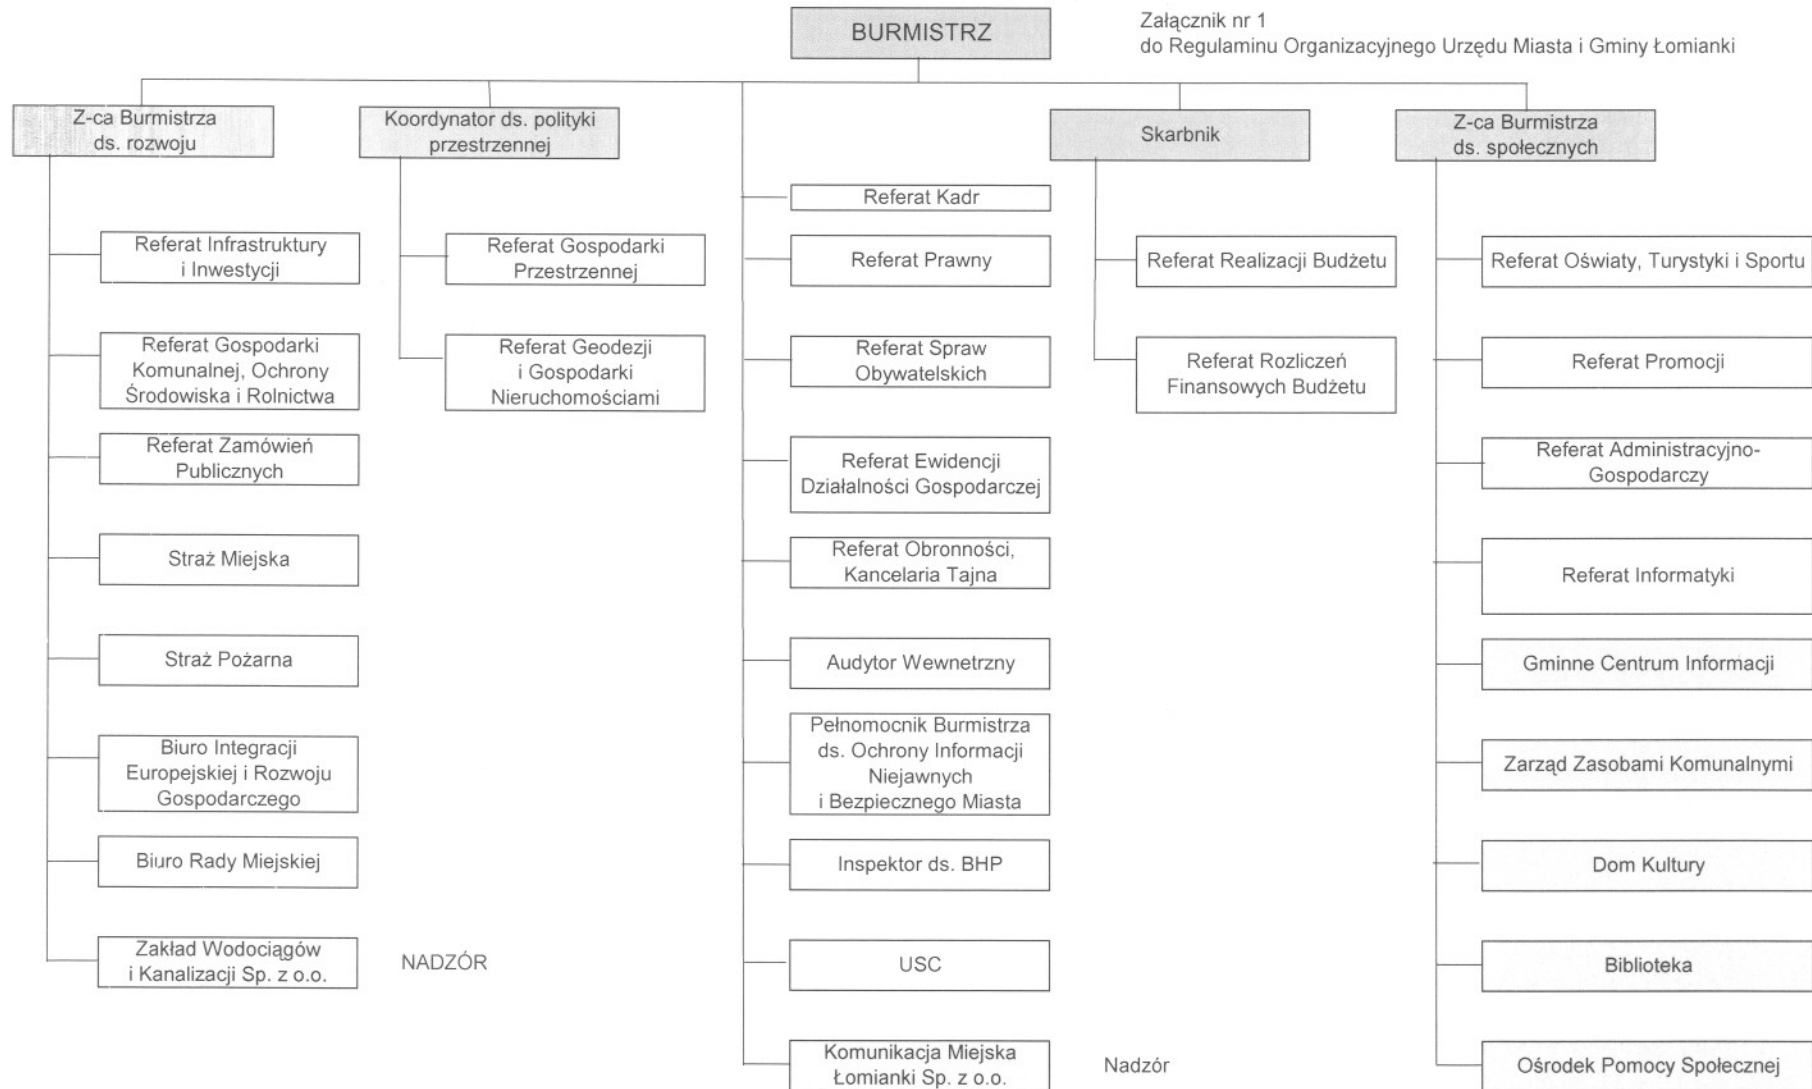 BURMISTRZ
Załącznik nr 1
do Regulaminu Organizacyjnego Urzędu Miasta i Gminy Łomianki
Z-ca Burmistrza
ds. rozwoju
Koordynator ds. polityki
przestrzennej
Skarbnik
Z-ca Burmistrza
ds. społecznych
Referat Infrastruktury
i Inwestycji
Referat Gospodarki
Komunalnej, Ochrony
Środowiska i Rolnictwa
Referat Zamówień
Publicznych
Straż Miejska
Straż Pożarna
Biuro Integracji
Europejskiej i Rozwoju
Gospodarczego
Biuro Rady Miejskiej
Zakład Wodociągów
i Kanalizacji Sp. z o.o.
NADZÓR
Referat Gospodarki
Przestrzennej
Referat Geodezji
i Gospodarki
Nieruchomościami
Referat Kadr
Referat Prawny
Referat Spraw
Obywatelskich
Referat Ewidencji
Działalności Gospodarczej
Referat Obronności,
Kancelaria Tajna
Audytor Wewnetrzny
Pełnomocnik Burmistrza
ds. Ochrony Informacji
Niejawnych
i Bezpiecznego Miasta
Inspektor ds. BHP
USC
Komunikacja Miejska
Łomianki Sp. z o.o.
Nadzór
Referat Realizacji Budżetu
Referat Rozliczeń
Finansowych Budżetu
Referat Oświaty, Turystyki i Sportu
Referat Promocji
Referat Administracyjno-
Gospodarczy
Referat Informatyki
Gminne Centrum Informacji
Zarząd Zasobami Komunalnymi
Dom Kultury
Biblioteka
Ośrodek Pomocy Społecznej